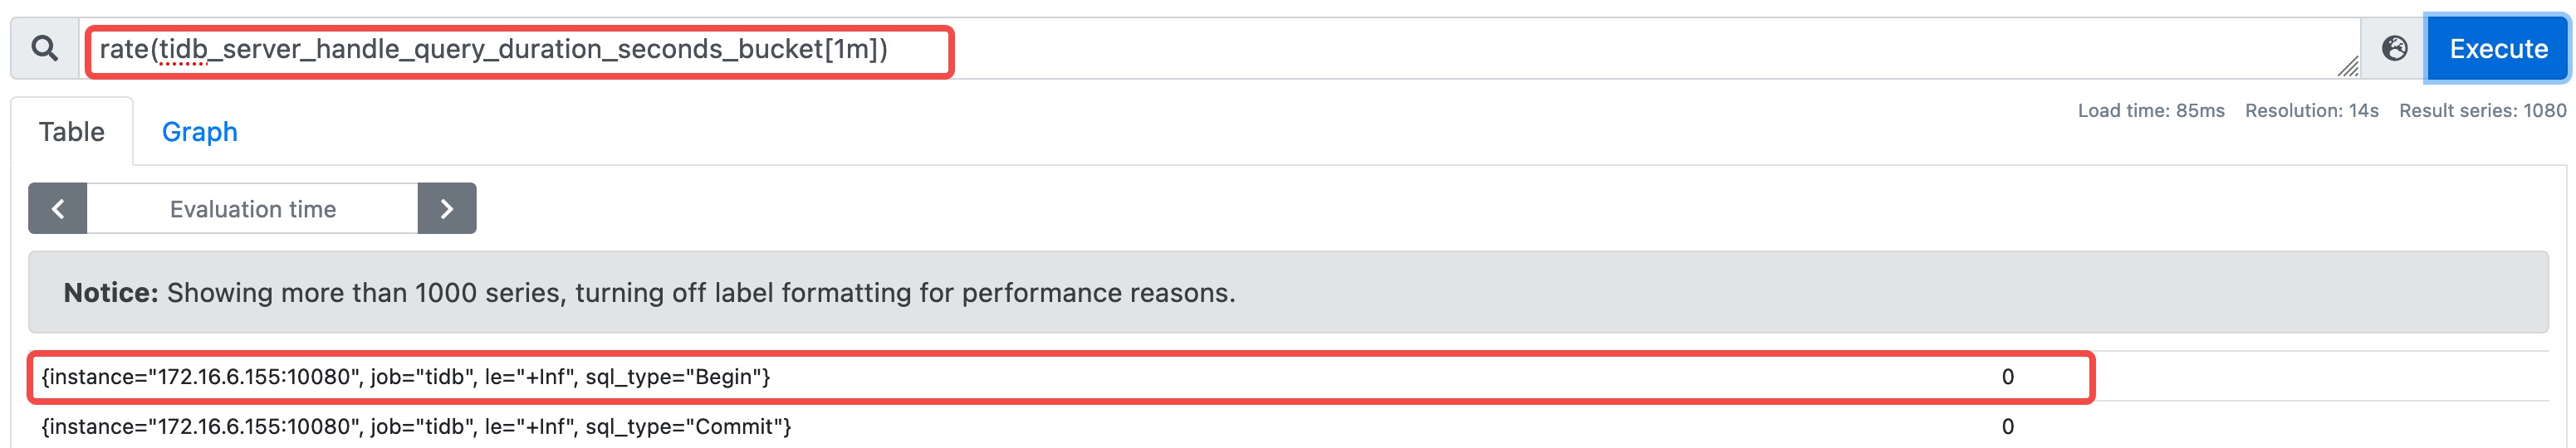 rate(tidb_server_handle_query_duration_seconds_bucket[1m])
Execute
Load time: 85ms Resolution: 14s Result series: 1080
Table Graph
Evaluation time
Notice: Showing more than 1000 series, turning off label formatting for performance reasons.
{instance="172.16.6.155:10080", job="tidb", le="+Inf", sql_type="Begin"} 0
{instance="172.16.6.155:10080", job="tidb", le="+Inf", sql_type="Commit"} 0